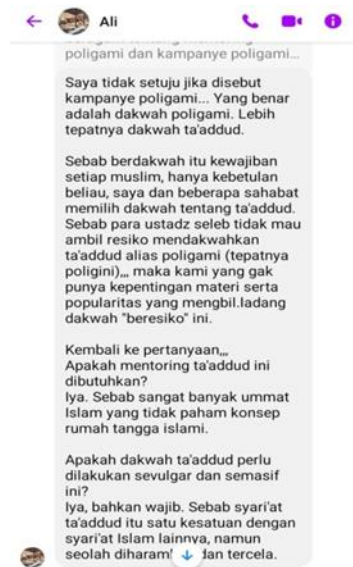 Ali
poligami dan kampanye poligami...
Saya tidak setuju jika disebut
kampanye poligami... Yang benar
adalah dakwah poligami. Lebih
tepatnya dakwah ta'addud.
Sebab berdakwah itu kewajiban
setiap muslim, hanya kebetulan
beliau, saya dan beberapa sahabat
memilih dakwah tentang ta'addud.
Sebab para ustadz seleb tidak mau
ambil resiko mendakwahkan
ta'addud alias poligami (tepatnya
poligini),,, maka kami yang gak
punya kepentingan materi serta
popularitas yang mengbil.ladang
dakwah "beresiko" ini.
Kembali ke pertanyaan,,,
Apakah mentoring ta'addud ini
dibutuhkan?
Iya. Sebab sangat banyak ummat
Islam yang tidak paham konsep
rumah tangga islami.
Apakah dakwah ta'addud perlu
dilakukan sevulgar dan semasif
ini?
Iya, bahkan wajib. Sebab syari'at
ta'addud itu satu kesatuan dengan
syari'at Islam lainnya, namun
seolah dan tercela.